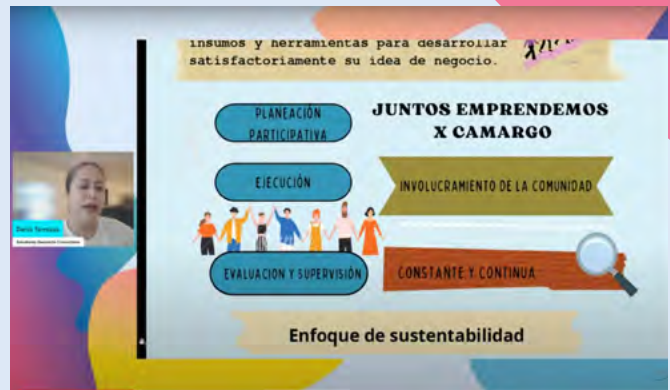 insumos y herramientas para desarrollar
satisfactoriamente su idea de negocio.
PLANEACIÓN
PARTICIPATIVA
JUNTOS EMPRENDEMOS
X CAMARGO
EJECUCIÓN
INVOLUCRAMIENTO DE LA COMUNIDAD
EVALUACION Y SUPERVISIÓN
CONSTANTE Y CONTINUA
Enfoque de sustentabilidad